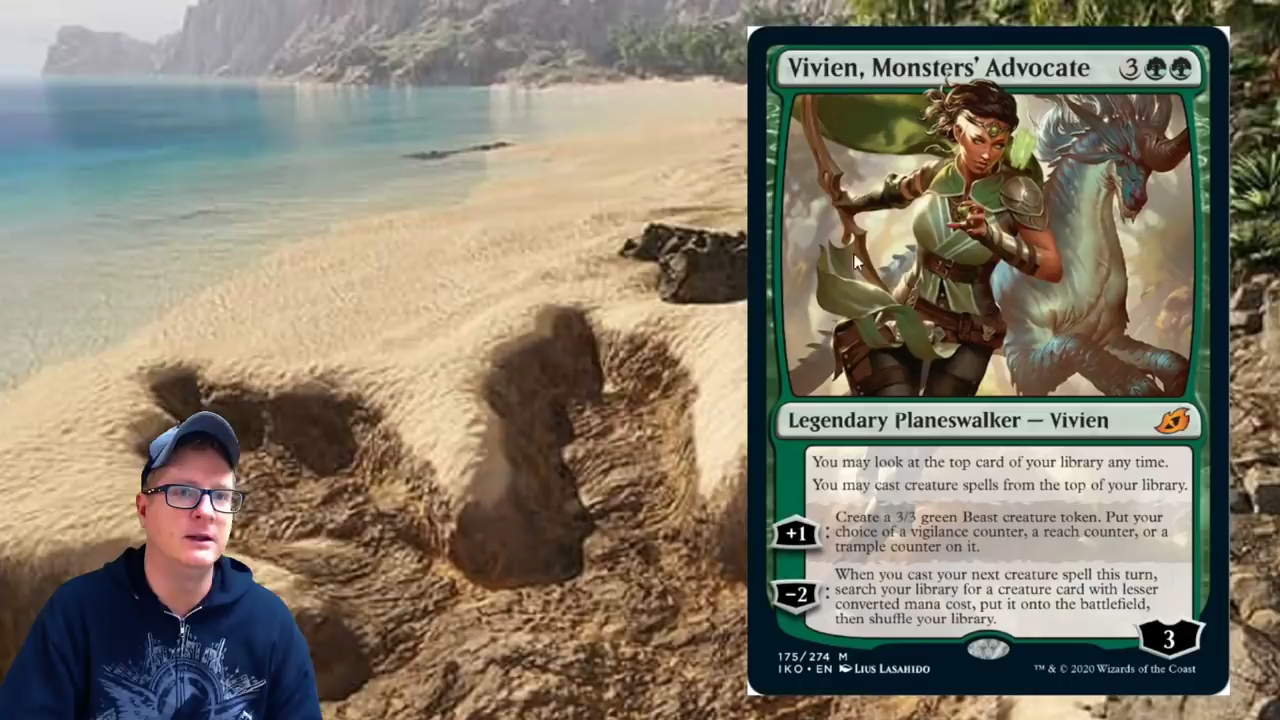 Vivien, Monsters' Advocate 3
Legendary Planeswalker — Vivien
You may look at the top card of your library any time.
You may cast creature spells from the top of your library.
+1: Create a 3/3 green Beast creature token. Put your
choice of a vigilance counter, a reach counter, or a
trample counter on it.
−2: When you cast your next creature spell this turn,
search your library for a creature card with lesser
converted mana cost, put it onto the battlefield,
then shuffle your library.
3
175/274 M
IKO • EN Lius Lasahido
™ & © 2020 Wizards of the Coast